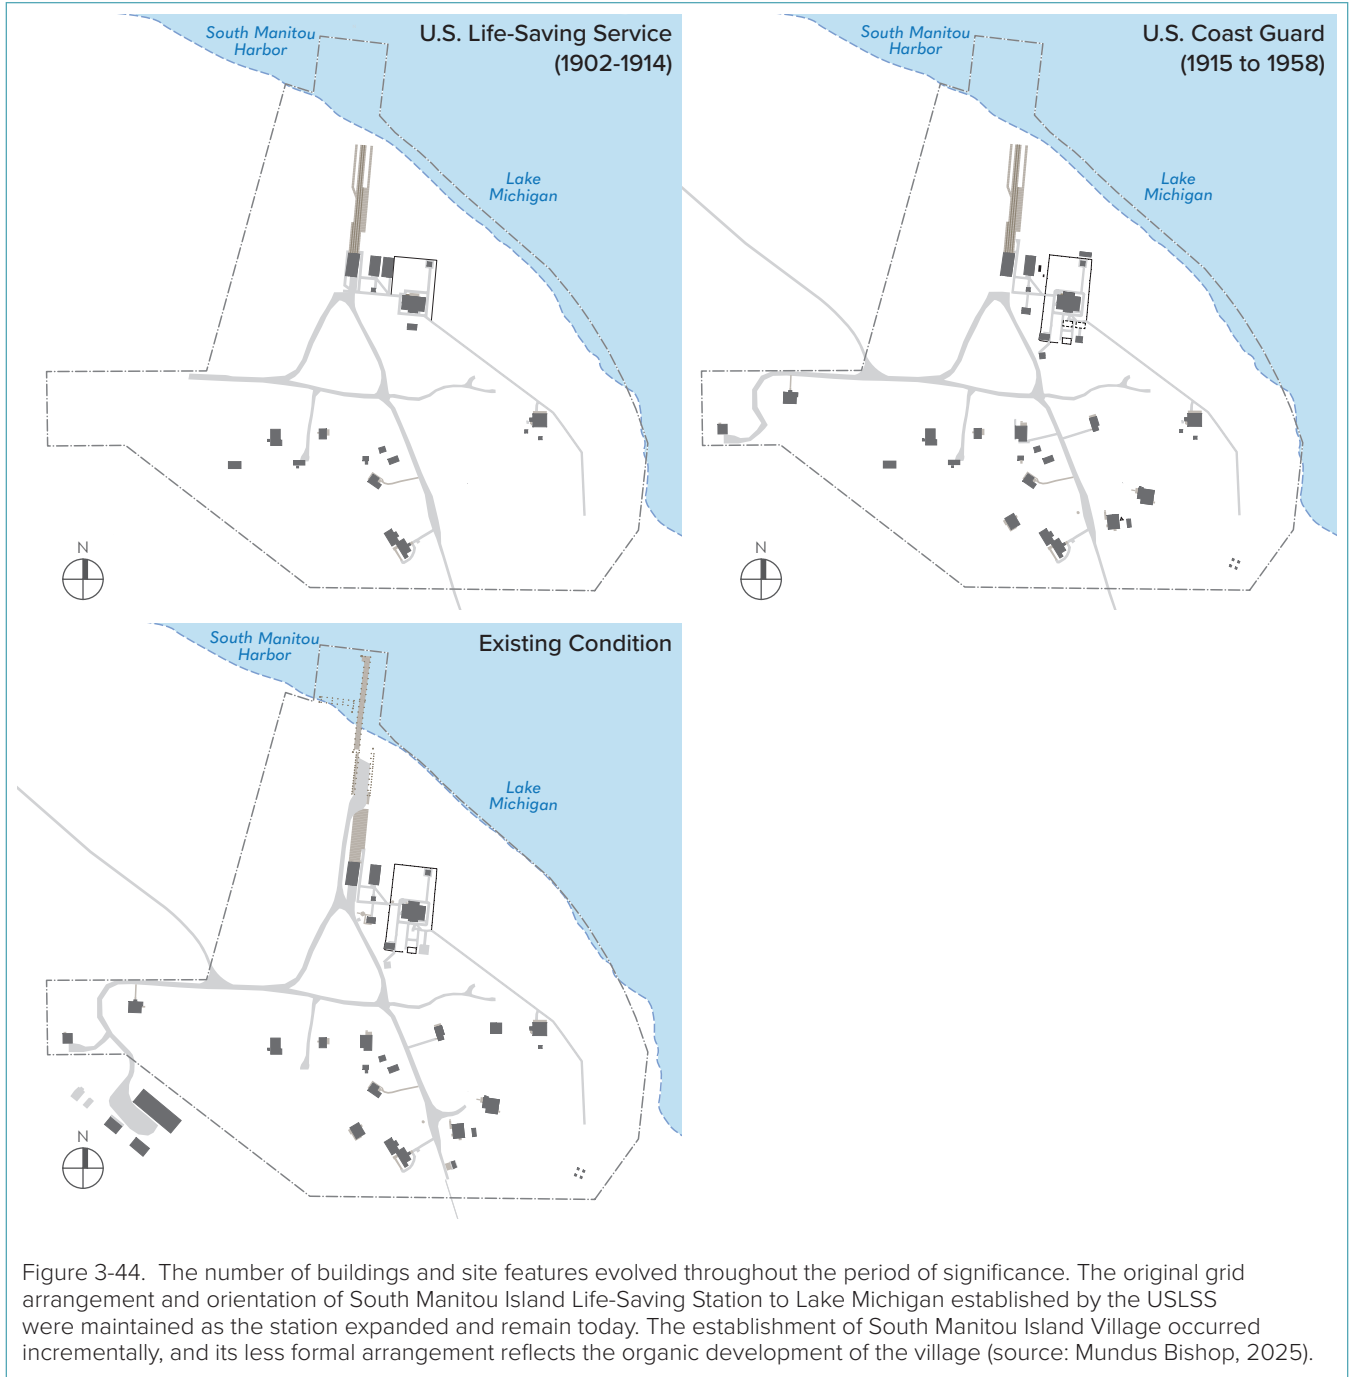 South Manitou
Harbor
U.S. Life-Saving Service
(1902-1914)
Lake
Michigan
N
South Manitou
Harbor
U.S. Coast Guard
(1915 to 1958)
Lake
Michigan
N
South Manitou
Harbor
Existing Condition
Lake
Michigan
N
Figure 3-44. The number of buildings and site features evolved throughout the period of significance. The original grid
arrangement and orientation of South Manitou Island Life-Saving Station to Lake Michigan established by the USLSS
were maintained as the station expanded and remain today. The establishment of South Manitou Island Village occurred
incrementally, and its less formal arrangement reflects the organic development of the village (source: Mundus Bishop, 2025).